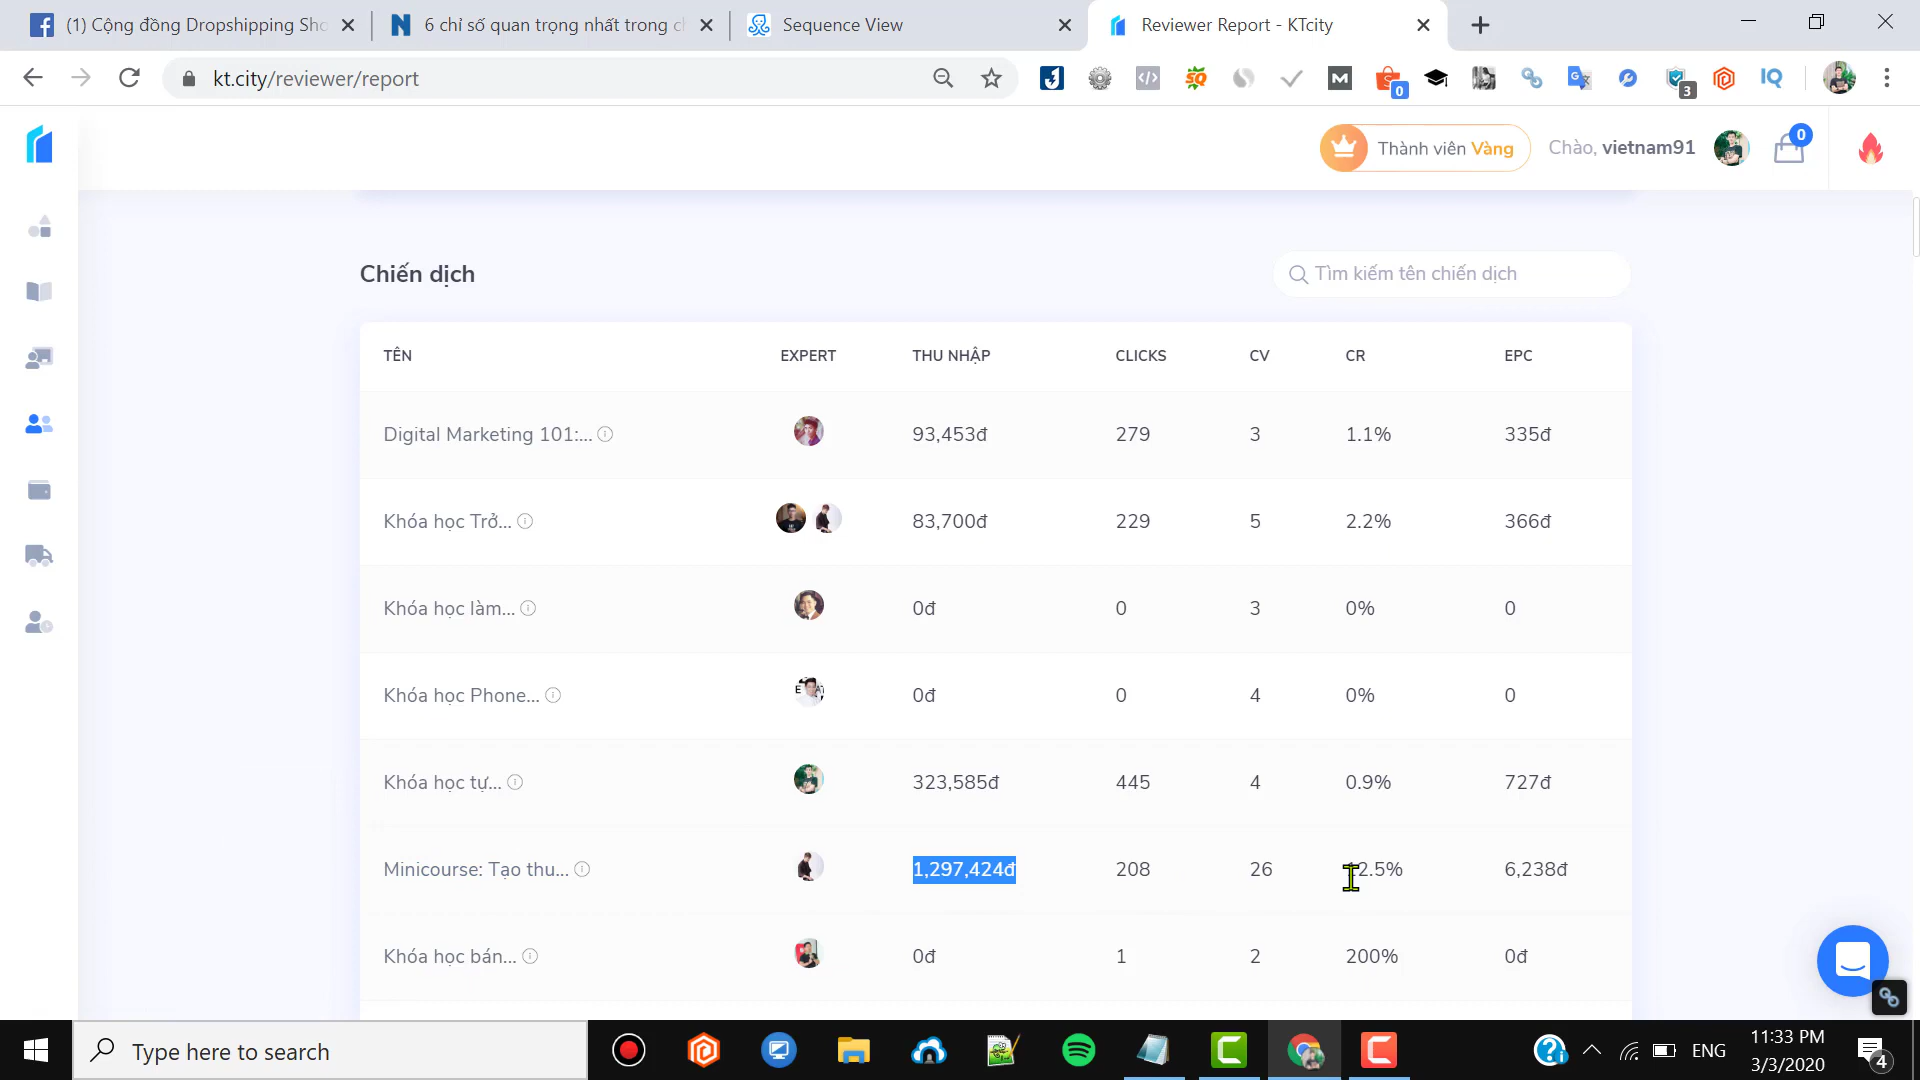 (1) Cộng đồng Dropshipping Sho
6 chỉ số quan trọng nhất trong ch
Sequence View
Reviewer Report - KTcity
kt.city/reviewer/report
0
3
IQ
Thành viên Vàng
Chào, vietnam91
0
Chiến dịch
Tìm kiếm tên chiến dịch
TÊN EXPERT THU NHẬP CLICKS CV CR EPC
Digital Marketing 101:... 93,453đ 279 3 1.1% 335đ
Khóa học Trở... 83,700đ 229 5 2.2% 366đ
Khóa học làm... 0đ 0 3 0% 0
Khóa học Phone... 0đ 0 4 0% 0
Khóa học tự... 323,585đ 445 4 0.9% 727đ
Minicourse: Tạo thu... 1,297,424đ 208 26 12.5% 6,238đ
Khóa học bán... 0đ 1 2 200% 0đ
Type here to search
ENG
11:33 PM
3/3/2020
4